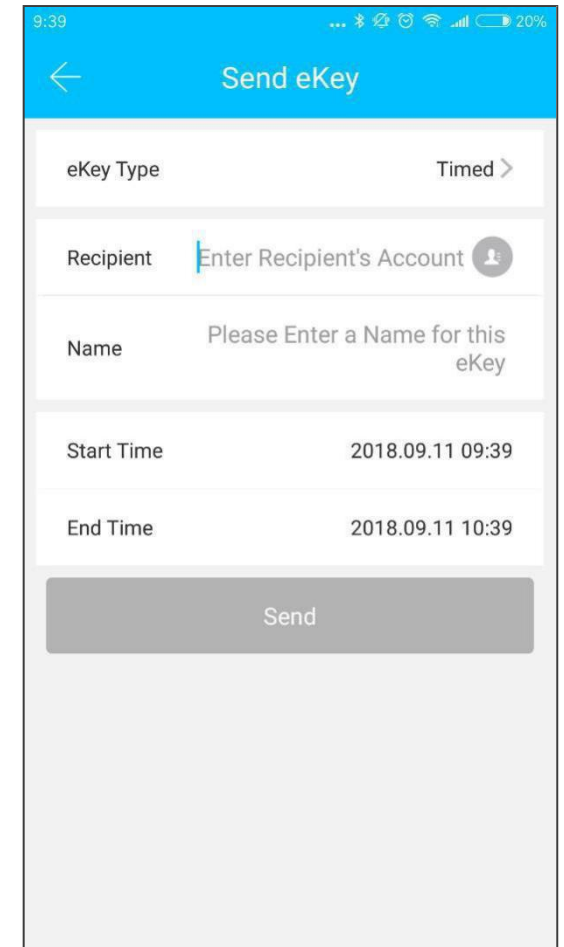 9:39 ... 20%
Send eKey
eKey Type Timed
Recipient Enter Recipient's Account
Name Please Enter a Name for this
eKey
Start Time 2018.09.11 09:39
End Time 2018.09.11 10:39
Send